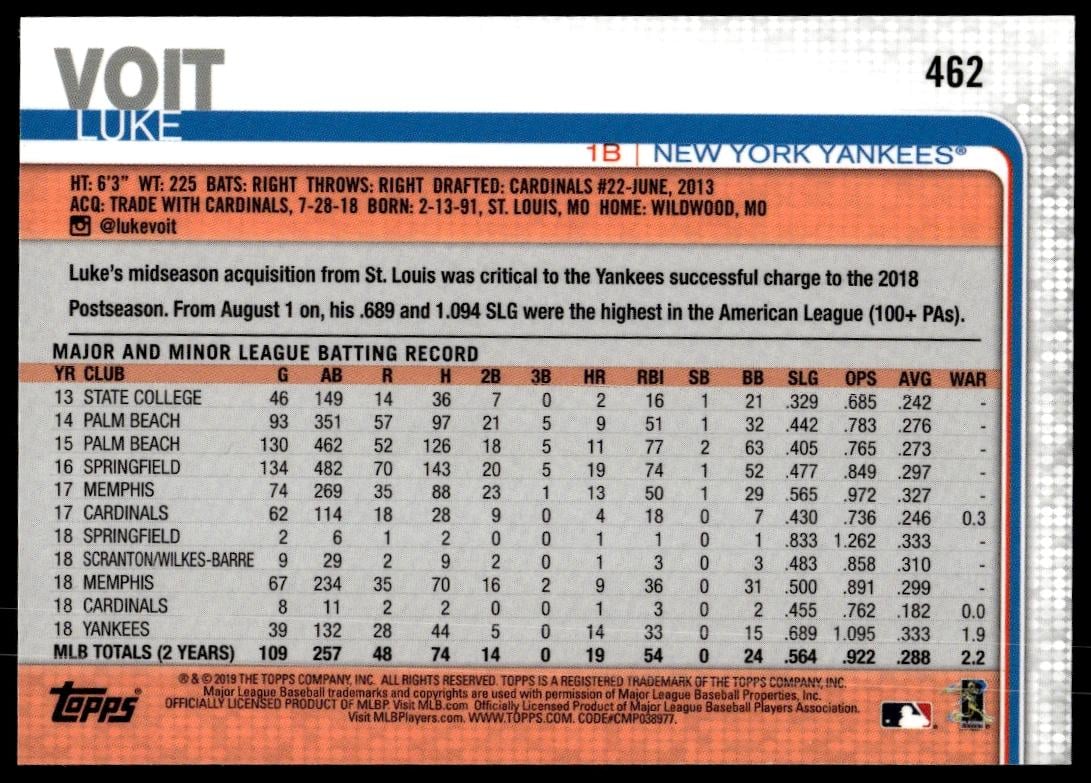 VOIT
462
LUKE
1B | NEW YORK YANKEES®
HT: 6'3" WT: 225 BATS: RIGHT THROWS: RIGHT DRAFTED: CARDINALS #22-JUNE, 2013
ACQ: TRADE WITH CARDINALS, 7-28-18 BORN: 2-13-91, ST. LOUIS, MO HOME: WILDWOOD, MO
@lukevoit
Luke's midseason acquisition from St. Louis was critical to the Yankees successful charge to the 2018
Postseason. From August 1 on, his .689 and 1.094 SLG were the highest in the American League (100+ PAs).
MAJOR AND MINOR LEAGUE BATTING RECORD
YR CLUB G AB R H 2B 3B HR RBI SB BB SLG OPS AVG WAR
13 STATE COLLEGE 46 149 14 36 7 0 2 16 1 21 .329 .685 .242 -
14 PALM BEACH 93 351 57 97 21 5 9 51 1 32 .442 .783 .276 -
15 PALM BEACH 130 462 52 126 18 5 11 77 2 63 .405 .765 .273 -
16 SPRINGFIELD 134 482 70 143 20 5 19 74 1 52 .477 .849 .297 -
17 MEMPHIS 74 269 35 88 23 1 13 50 1 29 .565 .972 .327 -
17 CARDINALS 62 114 18 28 9 0 4 18 0 7 .430 .736 .246 0.3
18 SPRINGFIELD 2 6 1 2 0 0 1 1 0 1 .833 1.262 .333 -
18 SCRANTON/WILKES-BARRE 9 29 2 9 2 0 1 3 0 3 .483 .858 .310 -
18 MEMPHIS 67 234 35 70 16 2 9 36 0 31 .500 .891 .299 -
18 CARDINALS 8 11 2 2 0 0 1 3 0 2 .455 .762 .182 0.0
18 YANKEES 39 132 28 44 5 0 14 33 0 15 .689 1.095 .333 1.9
MLB TOTALS (2 YEARS) 109 257 48 74 14 0 19 54 0 24 .564 .922 .288 2.2
® & © 2019 THE TOPPS COMPANY, INC. ALL RIGHTS RESERVED. TOPPS IS A REGISTERED TRADEMARK OF THE TOPPS COMPANY, INC.
Major League Baseball trademarks and copyrights are used with permission of Major League Baseball Properties, Inc.
OFFICIALLY LICENSED PRODUCT OF MLBP. Visit MLB.com Officially Licensed Product of Major League Baseball Players Association.
Visit MLBPlayers.com. WWW.TOPPS.COM. CODE#CMP038977.
Topps®